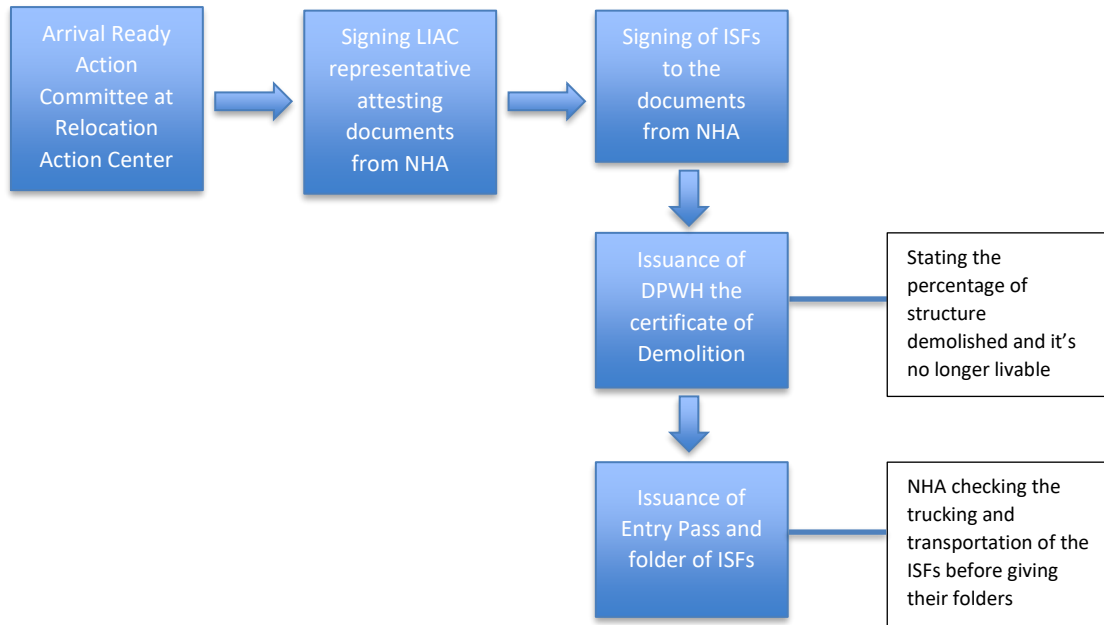 Arrival Ready
Action
Committee at
Relocation
Action Center
Signing LIAC
representative
attesting
documents
from NHA
Signing of ISFs
to the
documents
from NHA
Issuance of
DPWH the
certificate of
Demolition
Stating the
percentage of
structure
demolished and it’s
no longer livable
Issuance of
Entry Pass and
folder of ISFs
NHA checking the
trucking and
transportation of the
ISFs before giving
their folders